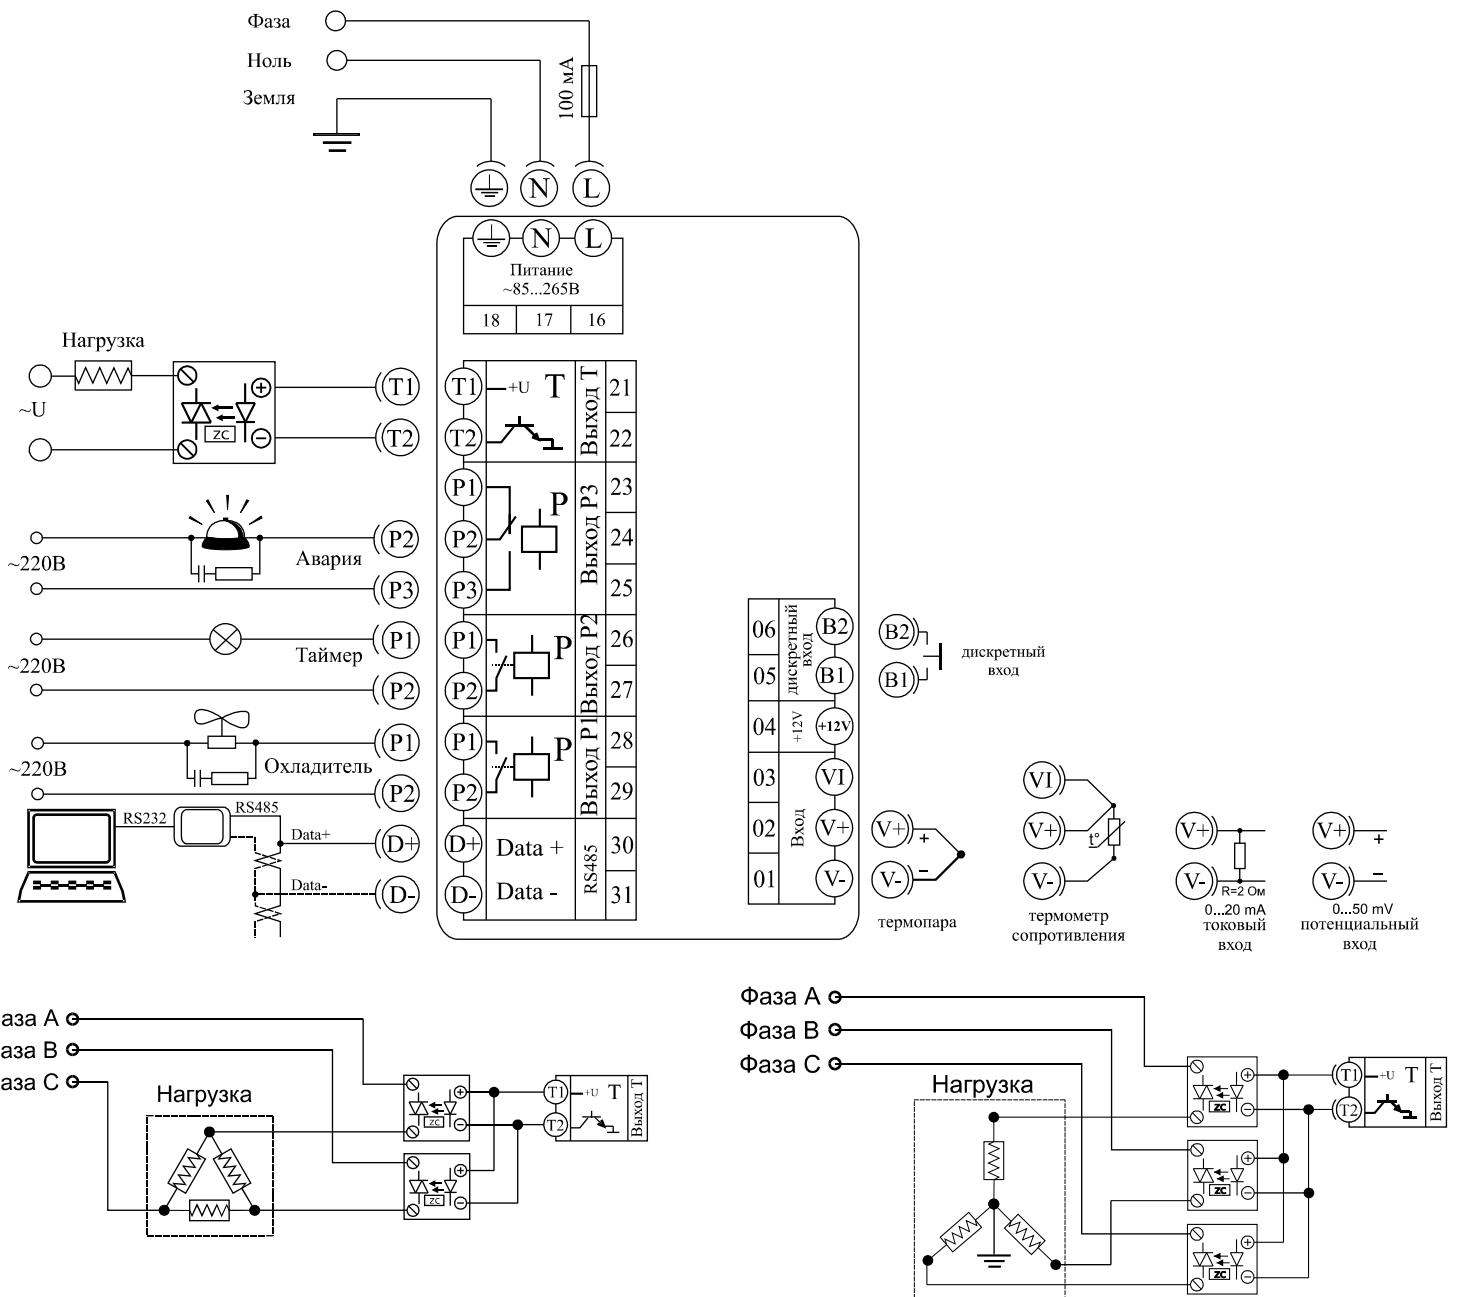 Фаза
Ноль
Земля
100 мА
N L
N L
Питание
~85...265В
18 17 16
Нагрузка
~U
ZC
T1
T2
T1 +U T Выход Т 21
T2 22
P1 P Выход P3 23
P2 24
P3 25
~220В
Авария
P2
P3
P1 P Выход P2 26
P2 27
~220В
Таймер
P1
P2
P1 P Выход P1 28
P2 29
~220В
Охладитель
P1
P2
RS232
RS485
Data+
Data-
D+
D-
D+ Data + RS485 30
D- Data - 31
06 дискретный вход B2
05 B1
04 +12V +12V
03 Вход VI
02 V+
01 V-
B2
B1
дискретный
вход
V+ +
V- −
термопара
VI
V+
t°
V-
термометр
сопротивления
V+
V-
R=2 Ом
0...20 mA
токовый
вход
V+ +
V- −
0...50 mV
потенциальный
вход
аза А
аза В
аза С
Нагрузка
ZC
ZC
T1 +U T Выход Т
T2
Фаза А
Фаза В
Фаза С
Нагрузка
ZC
ZC
ZC
T1 +U T Выход Т
T2